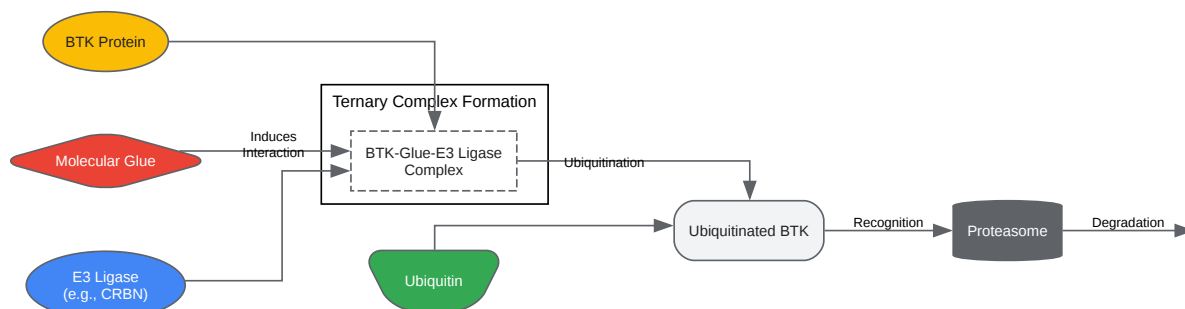 BTK Protein
Ternary Complex Formation
Induces
Interaction
Molecular Glue
BTK-Glue-E3 Ligase
Complex
Ubiquitination
E3 Ligase
(e.g., CRBN)
Ubiquitin
Ubiquitinated BTK
Recognition
Proteasome
Degradation